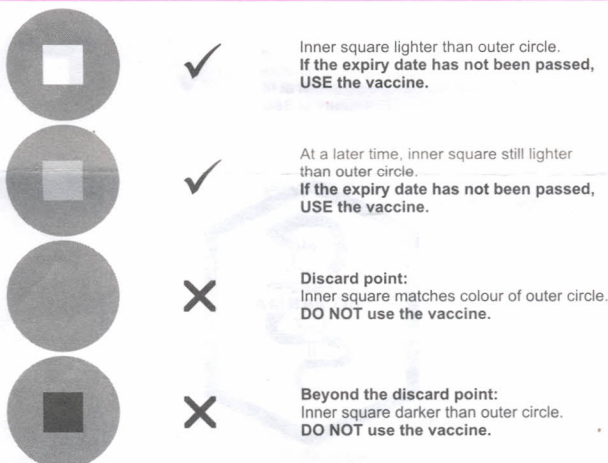 Inner square lighter than outer circle.
If the expiry date has not been passed,
USE the vaccine.
At a later time, inner square still lighter
than outer circle.
If the expiry date has not been passed,
USE the vaccine.
Discard point:
Inner square matches colour of outer circle.
DO NOT use the vaccine.
Beyond the discard point:
Inner square darker than outer circle.
DO NOT use the vaccine.